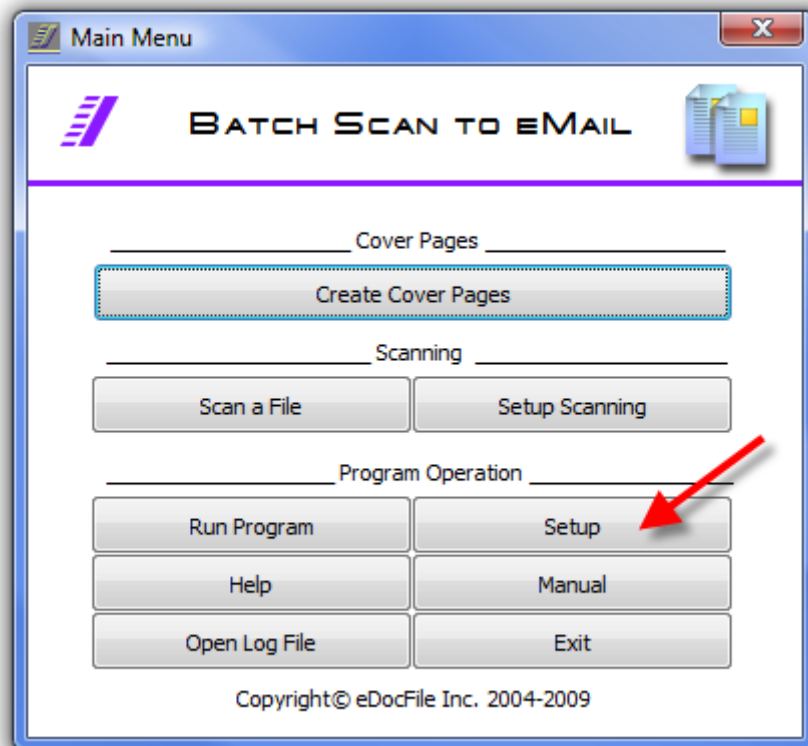 Main Menu
BATCH SCAN TO EMAIL
Cover Pages
Create Cover Pages
Scanning
Scan a File Setup Scanning
Program Operation
Run Program Setup
Help Manual
Open Log File Exit
Copyright© eDocFile Inc. 2004-2009